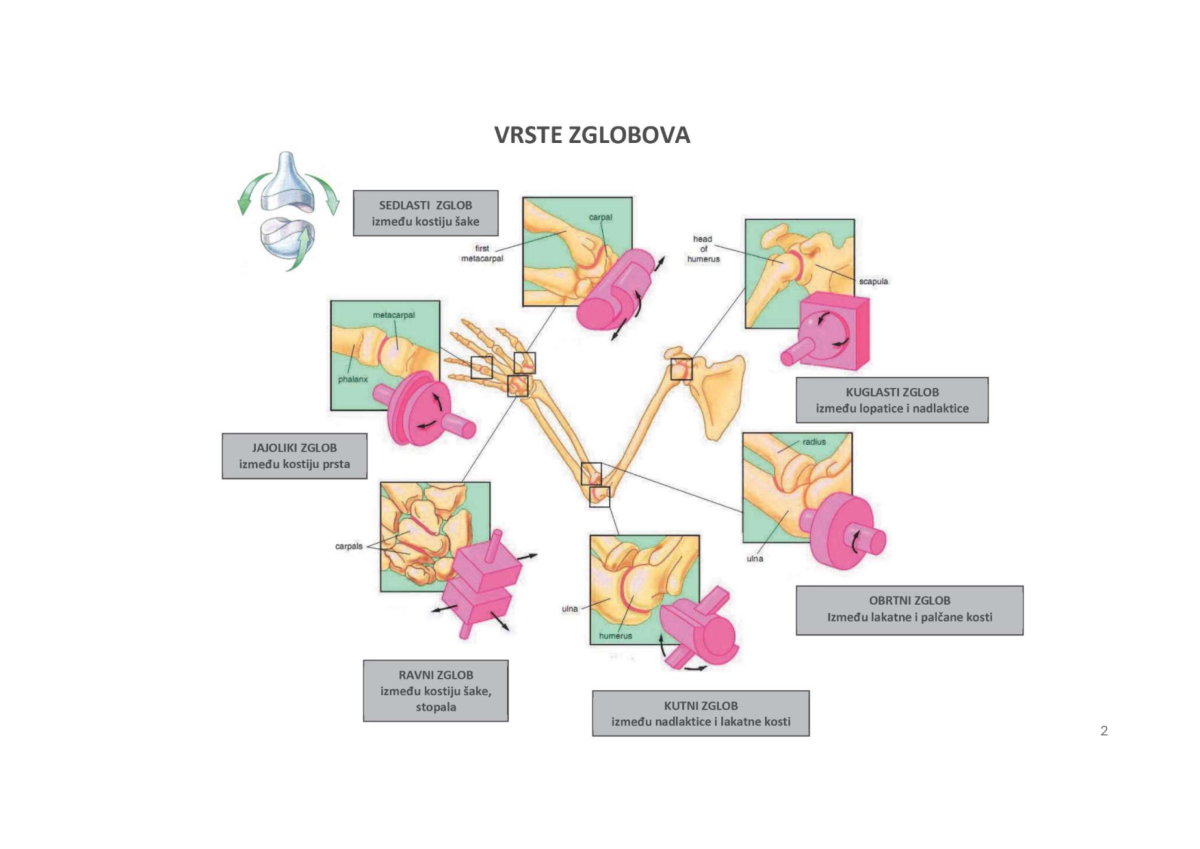 VRSTE ZGLOBOVA
SEDLASTI ZGLOB
između kostiju šake
first
metacarpal
carpal
head
of
humerus
scapula
KUGLASTI ZGLOB
između lopatice i nadlaktice
metacarpal
phalanx
JAJOLIKI ZGLOB
između kostiju prsta
radius
ulna
OBRTNI ZGLOB
Između lakatne i palčane kosti
carpals
RAVNI ZGLOB
između kostiju šake,
stopala
ulna
humerus
KUTNI ZGLOB
između nadlaktice i lakatne kosti
2